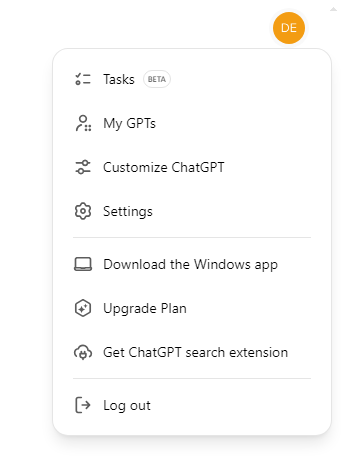 DE
Tasks BETA
My GPTs
Customize ChatGPT
Settings
Download the Windows app
Upgrade Plan
Get ChatGPT search extension
Log out